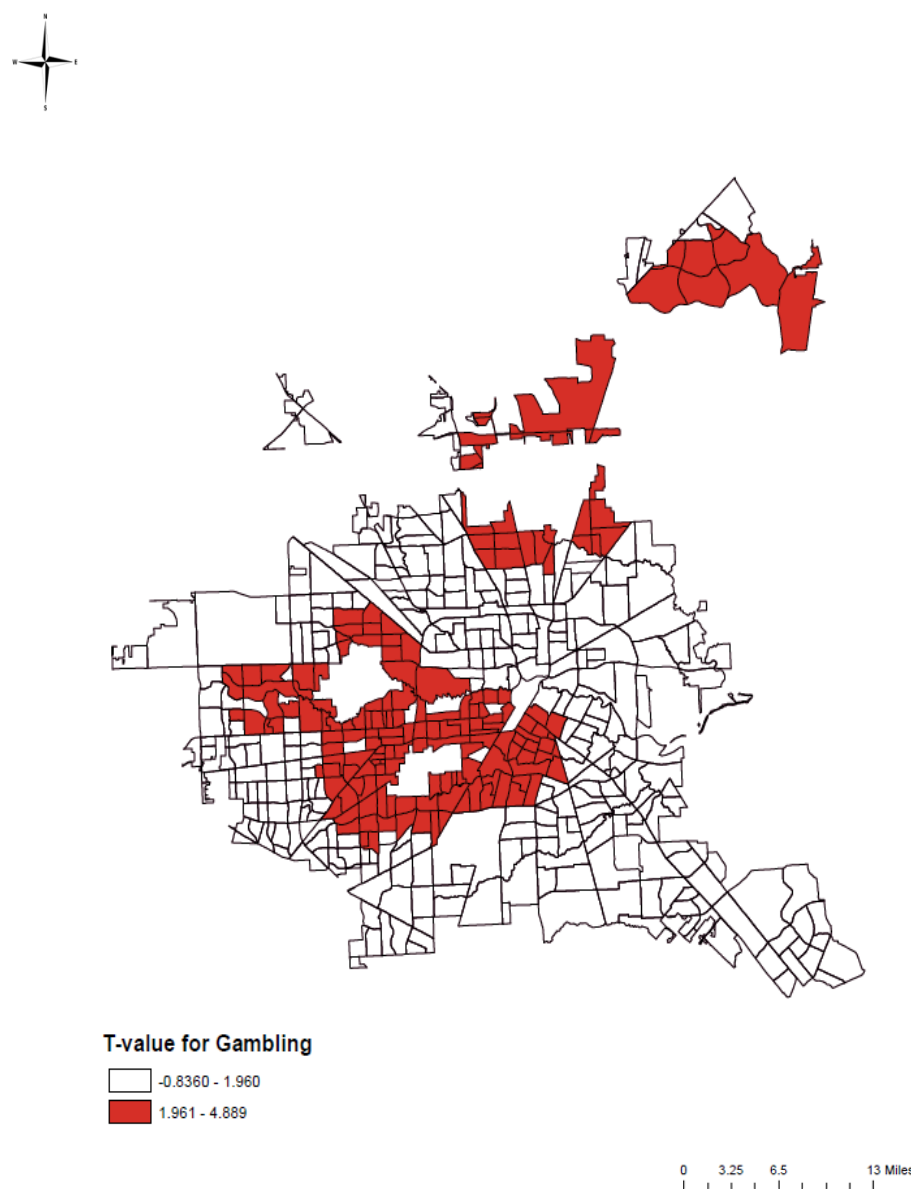 N
W E
S
T-value for Gambling
-0.8360 - 1.960
1.961 - 4.889
0 3.25 6.5 13 Miles